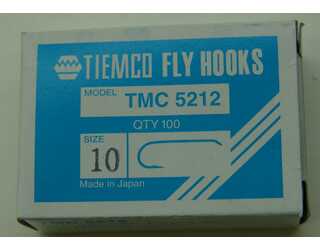 TIEMCO FLY HOOKS
MODEL
TMC 5212
QTY 100
SIZE
10
Made in Japan